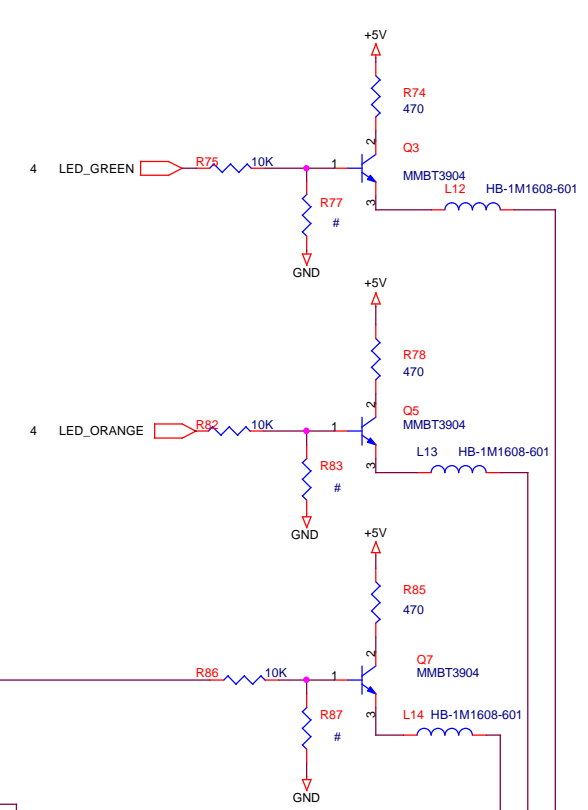 +5V
R74
470
2
Q3
4 LED_GREEN R75 10K 1
MMBT3904
L12 HB-1M1608-601
R77
3
#
GND
+5V
R78
470
2
Q5
MMBT3904
4 LED_ORANGE R82 10K 1
L13 HB-1M1608-601
R83
3
#
GND
+5V
R85
470
2
Q7
MMBT3904
R86 10K 1
R87
3
L14 HB-1M1608-601
#
GND